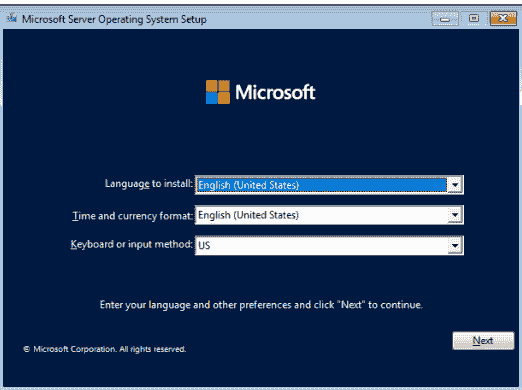 Microsoft Server Operating System Setup
Microsoft
Language to install: English (United States)
Time and currency format: English (United States)
Keyboard or input method: US
Enter your language and other preferences and click "Next" to continue.
Next
© Microsoft Corporation. All rights reserved.